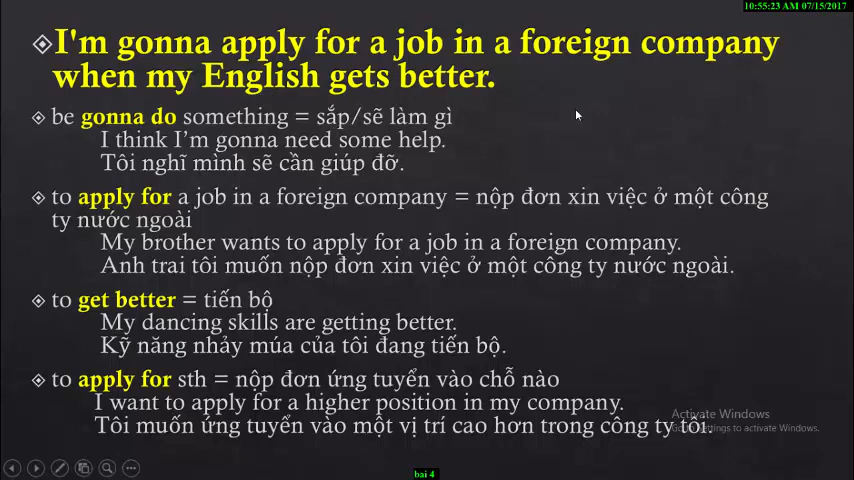 10:55:23 AM 07/15/2017
I'm gonna apply for a job in a foreign company
when my English gets better.
be gonna do something = sắp/sẽ làm gì
I think I'm gonna need some help.
Tôi nghĩ mình sẽ cần giúp đỡ.
to apply for a job in a foreign company = nộp đơn xin việc ở một công
ty nước ngoài
My brother wants to apply for a job in a foreign company.
Anh trai tôi muốn nộp đơn xin việc ở một công ty nước ngoài.
to get better = tiến bộ
My dancing skills are getting better.
Kỹ năng nhảy múa của tôi đang tiến bộ.
to apply for sth = nộp đơn ứng tuyển vào chỗ nào
I want to apply for a higher position in my company.
Tôi muốn ứng tuyển vào một vị trí cao hơn trong công ty tôi.
Activate Windows
Go to Settings to activate Windows.
bai 4